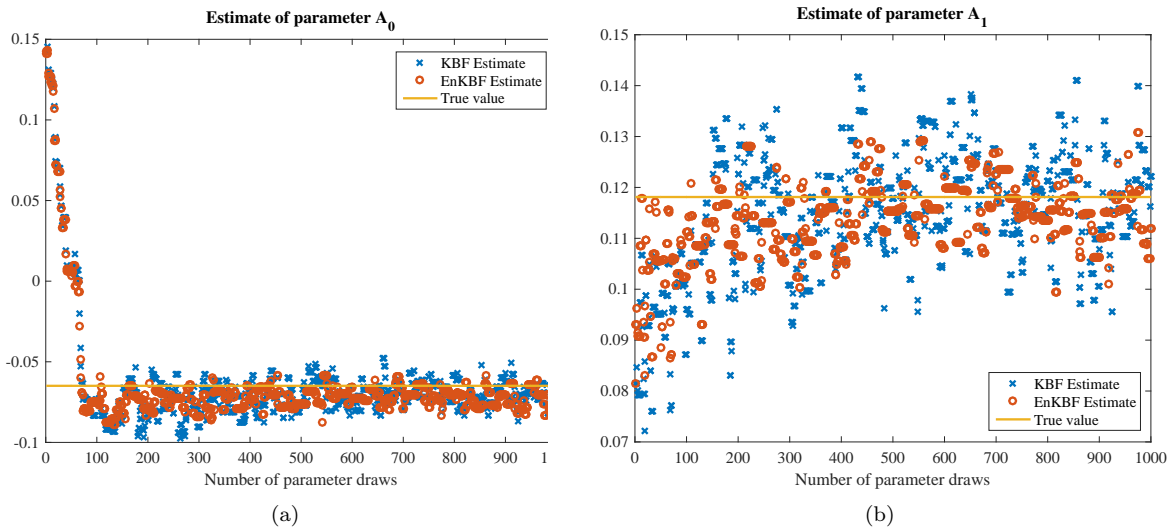 Estimate of parameter A_0
0.15
0.1
0.05
0
-0.05
-0.1
0 100 200 300 400 500 600 700 800 900 1
Number of parameter draws
KBF Estimate
EnKBF Estimate
True value
(a)
Estimate of parameter A_1
0.15
0.14
0.13
0.12
0.11
0.1
0.09
0.08
0.07
0 100 200 300 400 500 600 700 800 900 1000
Number of parameter draws
KBF Estimate
EnKBF Estimate
True value
(b)